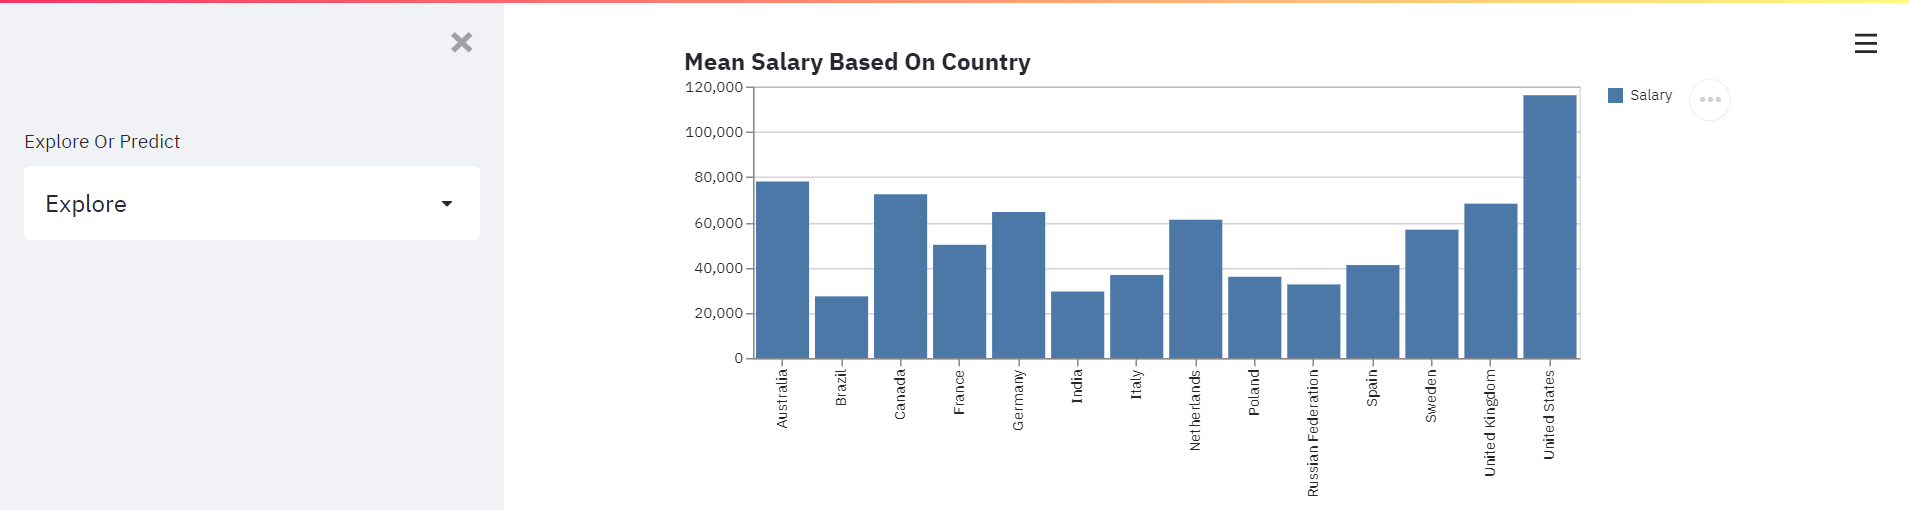 Explore Or Predict
Explore
Mean Salary Based On Country
120,000
100,000
80,000
60,000
40,000
20,000
0
Salary
Australia
Brazil
Canada
France
Germany
India
Italy
Netherlands
Poland
Russian Federation
Spain
Sweden
United Kingdom
United States